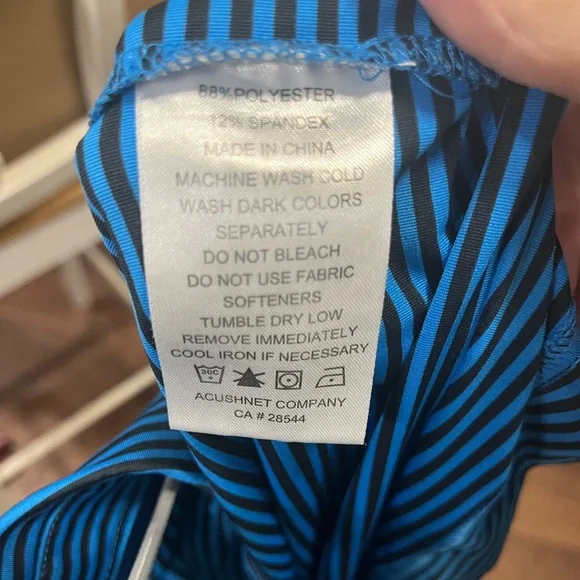 88%POLYESTER
12% SPANDEX
MADE IN CHINA
MACHINE WASH COLD
WASH DARK COLORS
SEPARATELY
DO NOT BLEACH
DO NOT USE FABRIC
SOFTENERS
TUMBLE DRY LOW
REMOVE IMMEDIATELY
COOL IRON IF NECESSARY
30C
ACUSHNET COMPANY
CA # 28544